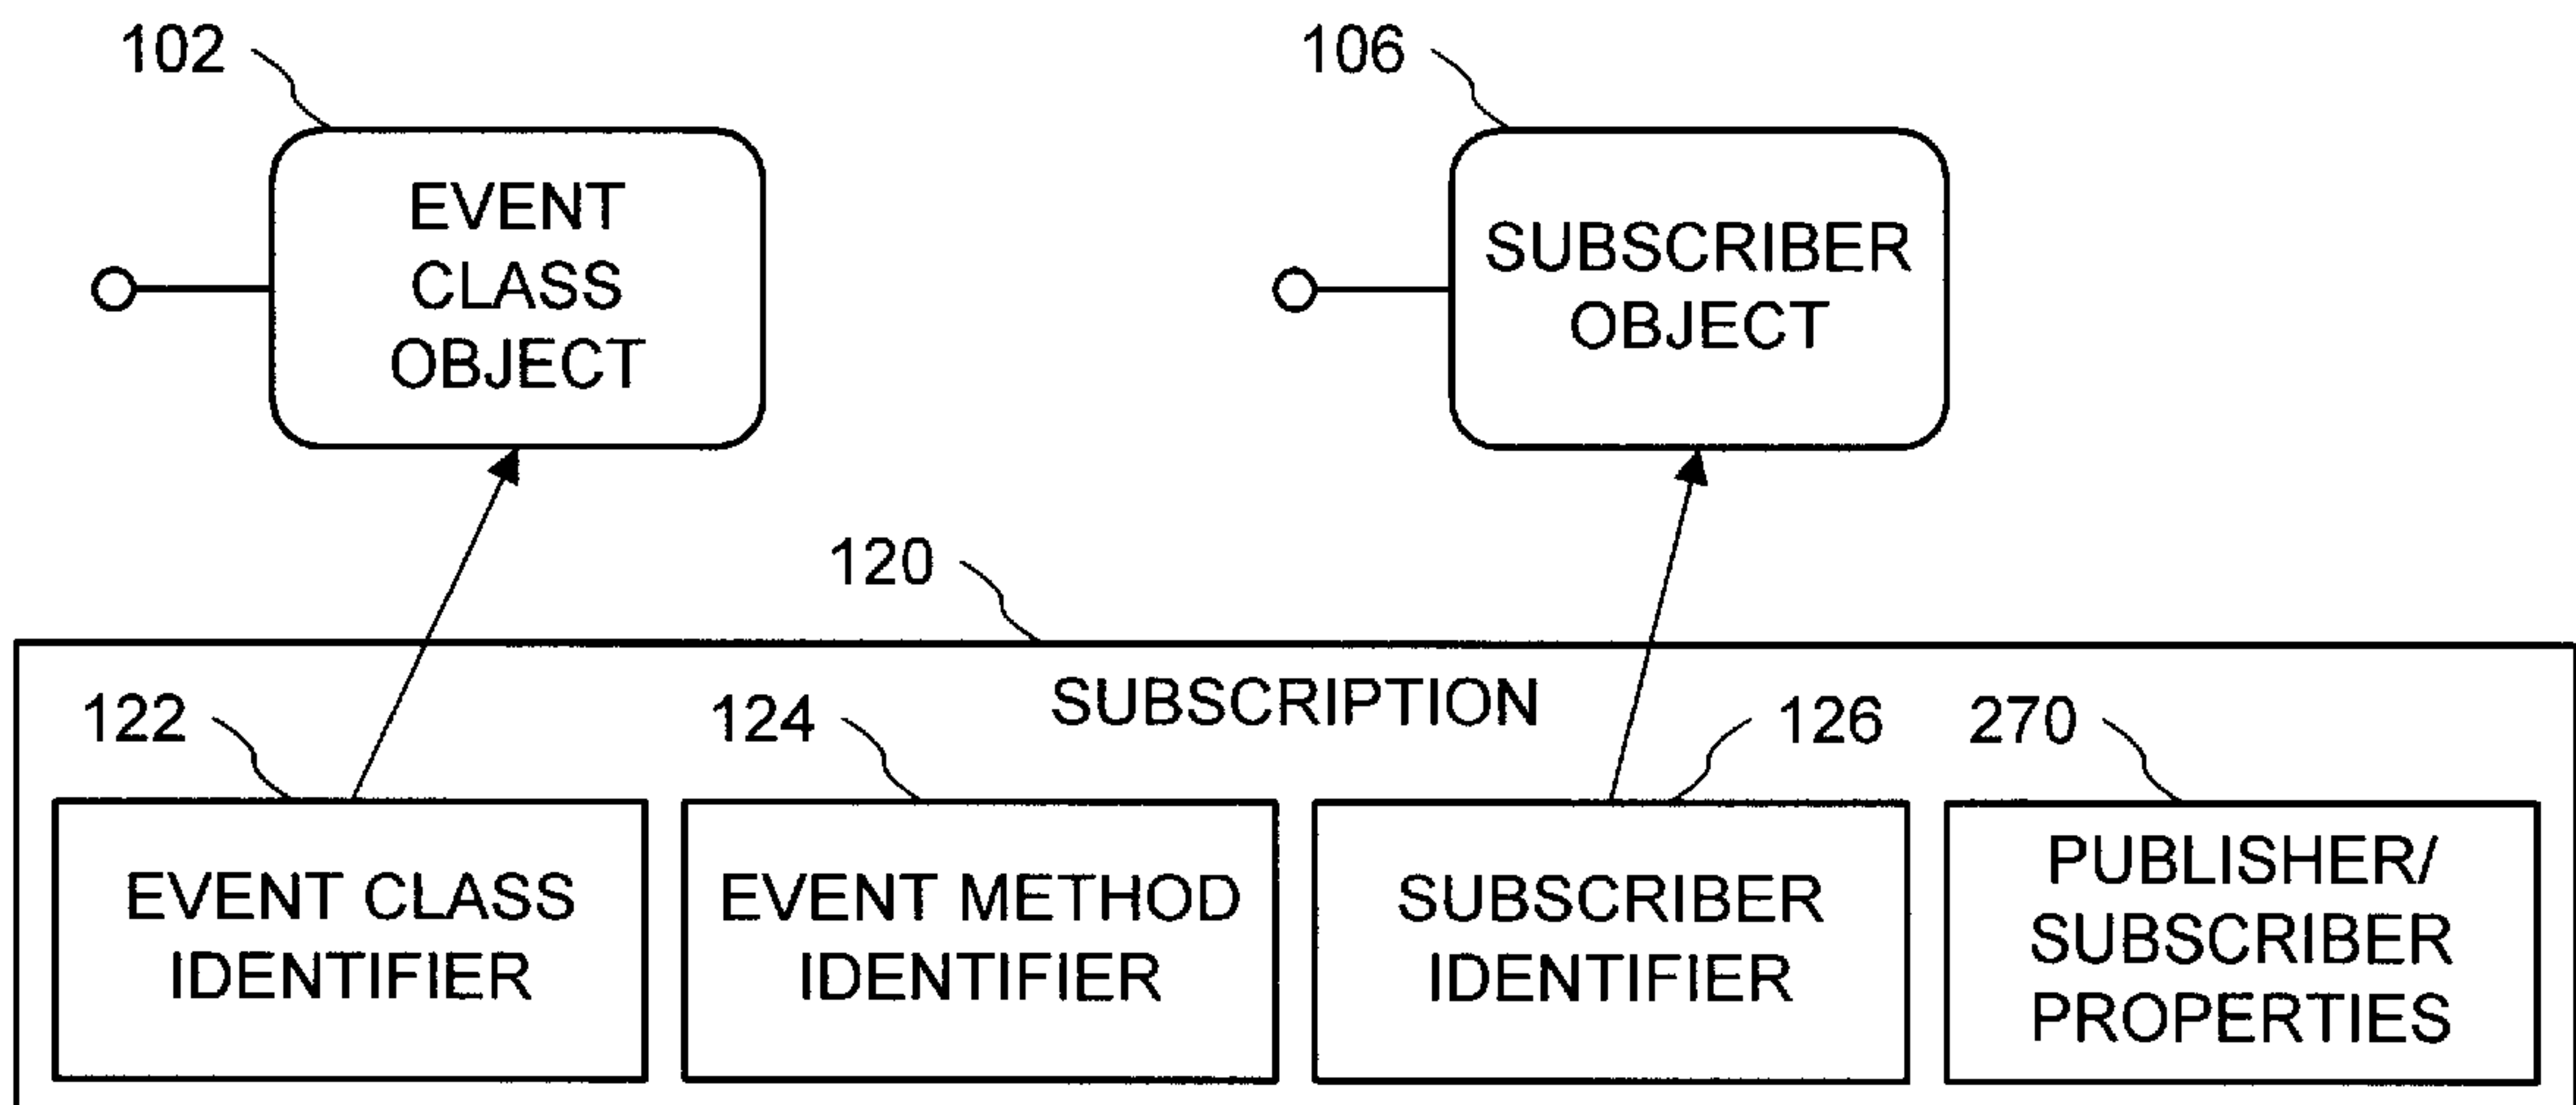 102
106
EVENT
CLASS
OBJECT
SUBSCRIBER
OBJECT
120
SUBSCRIPTION
122
124
126
270
EVENT CLASS
IDENTIFIER
EVENT METHOD
IDENTIFIER
SUBSCRIBER
IDENTIFIER
PUBLISHER/
SUBSCRIBER
PROPERTIES